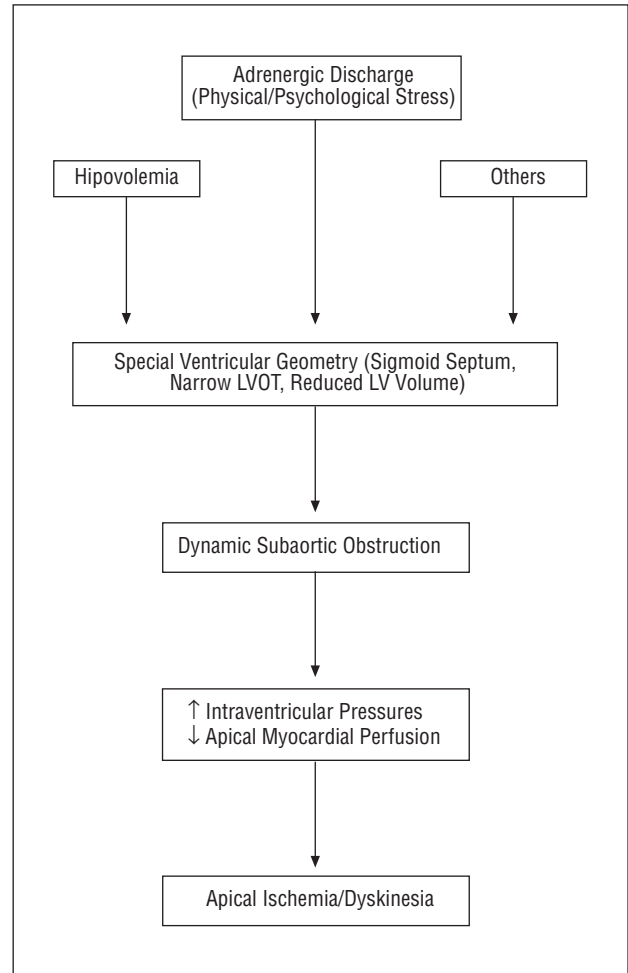 Adrenergic Discharge
(Physical/Psychological Stress)
Hipovolemia
Others
Special Ventricular Geometry (Sigmoid Septum,
Narrow LVOT, Reduced LV Volume)
Dynamic Subaortic Obstruction
↑ Intraventricular Pressures
↓ Apical Myocardial Perfusion
Apical Ischemia/Dyskinesia